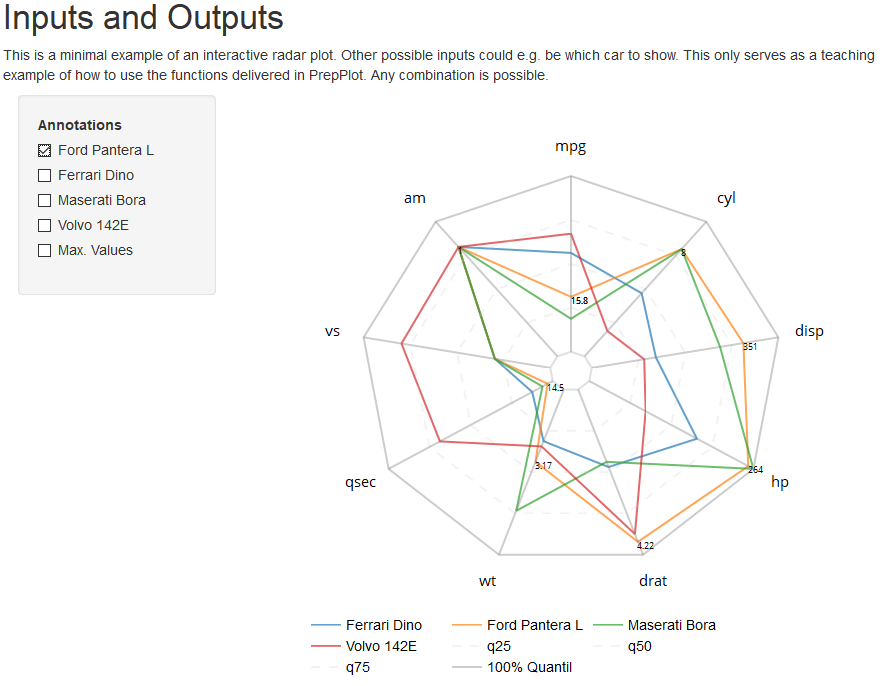 Inputs and Outputs
This is a minimal example of an interactive radar plot. Other possible inputs could e.g. be which car to show. This only serves as a teaching
example of how to use the functions delivered in PrepPlot. Any combination is possible.
Annotations
Ford Pantera L
Ferrari Dino
Maserati Bora
Volvo 142E
Max. Values
mpg
am
cyl
8
15.8
vs
disp
351
14.5
3.17
264
qsec
hp
4.22
wt
drat
Ferrari Dino
Ford Pantera L
Maserati Bora
Volvo 142E
q25
q50
q75
100% Quantil